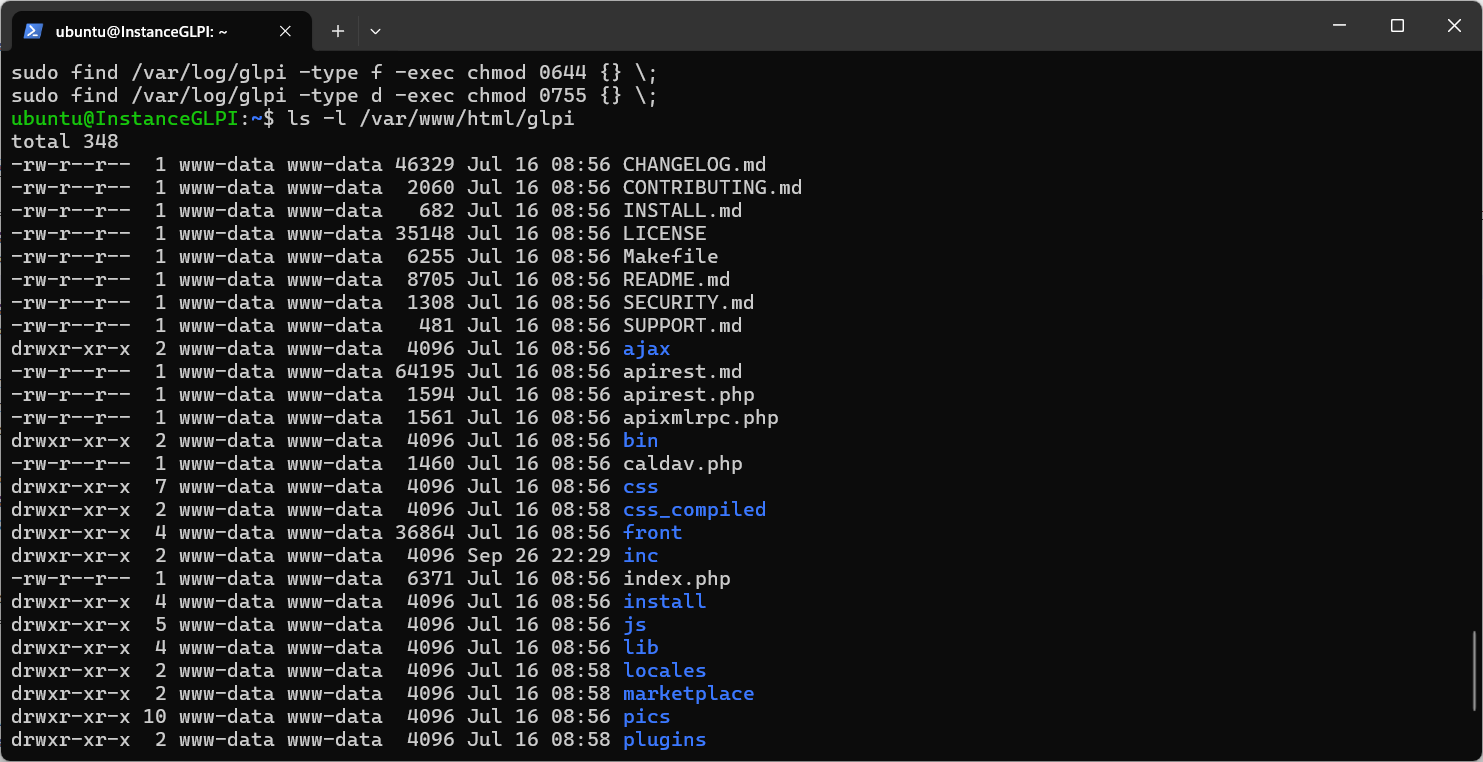 ubuntu@InstanceGLPI: ~
sudo find /var/log/glpi -type f -exec chmod 0644 {} \;
sudo find /var/log/glpi -type d -exec chmod 0755 {} \;
ubuntu@InstanceGLPI:~$ ls -l /var/www/html/glpi
total 348
-rw-r--r--  1 www-data www-data 46329 Jul 16 08:56 CHANGELOG.md
-rw-r--r--  1 www-data www-data  2060 Jul 16 08:56 CONTRIBUTING.md
-rw-r--r--  1 www-data www-data   682 Jul 16 08:56 INSTALL.md
-rw-r--r--  1 www-data www-data 35148 Jul 16 08:56 LICENSE
-rw-r--r--  1 www-data www-data  6255 Jul 16 08:56 Makefile
-rw-r--r--  1 www-data www-data  8705 Jul 16 08:56 README.md
-rw-r--r--  1 www-data www-data  1308 Jul 16 08:56 SECURITY.md
-rw-r--r--  1 www-data www-data   481 Jul 16 08:56 SUPPORT.md
drwxr-xr-x  2 www-data www-data  4096 Jul 16 08:56 ajax
-rw-r--r--  1 www-data www-data 64195 Jul 16 08:56 apirest.md
-rw-r--r--  1 www-data www-data  1594 Jul 16 08:56 apirest.php
-rw-r--r--  1 www-data www-data  1561 Jul 16 08:56 apixmlrpc.php
drwxr-xr-x  2 www-data www-data  4096 Jul 16 08:56 bin
-rw-r--r--  1 www-data www-data  1460 Jul 16 08:56 caldav.php
drwxr-xr-x  7 www-data www-data  4096 Jul 16 08:56 css
drwxr-xr-x  2 www-data www-data  4096 Jul 16 08:58 css_compiled
drwxr-xr-x  4 www-data www-data 36864 Jul 16 08:56 front
drwxr-xr-x  2 www-data www-data  4096 Sep 26 22:29 inc
-rw-r--r--  1 www-data www-data  6371 Jul 16 08:56 index.php
drwxr-xr-x  4 www-data www-data  4096 Jul 16 08:56 install
drwxr-xr-x  5 www-data www-data  4096 Jul 16 08:56 js
drwxr-xr-x  4 www-data www-data  4096 Jul 16 08:56 lib
drwxr-xr-x  2 www-data www-data  4096 Jul 16 08:58 locales
drwxr-xr-x  2 www-data www-data  4096 Jul 16 08:58 marketplace
drwxr-xr-x 10 www-data www-data  4096 Jul 16 08:56 pics
drwxr-xr-x  2 www-data www-data  4096 Jul 16 08:58 plugins